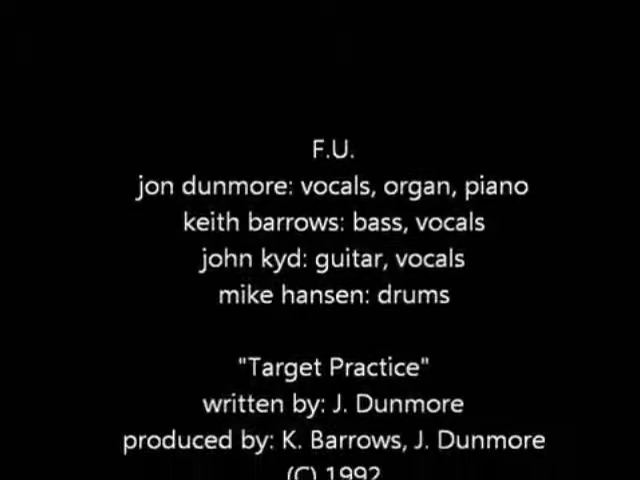 F.U.
jon dunmore: vocals, organ, piano
keith barrows: bass, vocals
john kyd: guitar, vocals
mike hansen: drums
"Target Practice"
written by: J. Dunmore
produced by: K. Barrows, J. Dunmore
(C) 1992